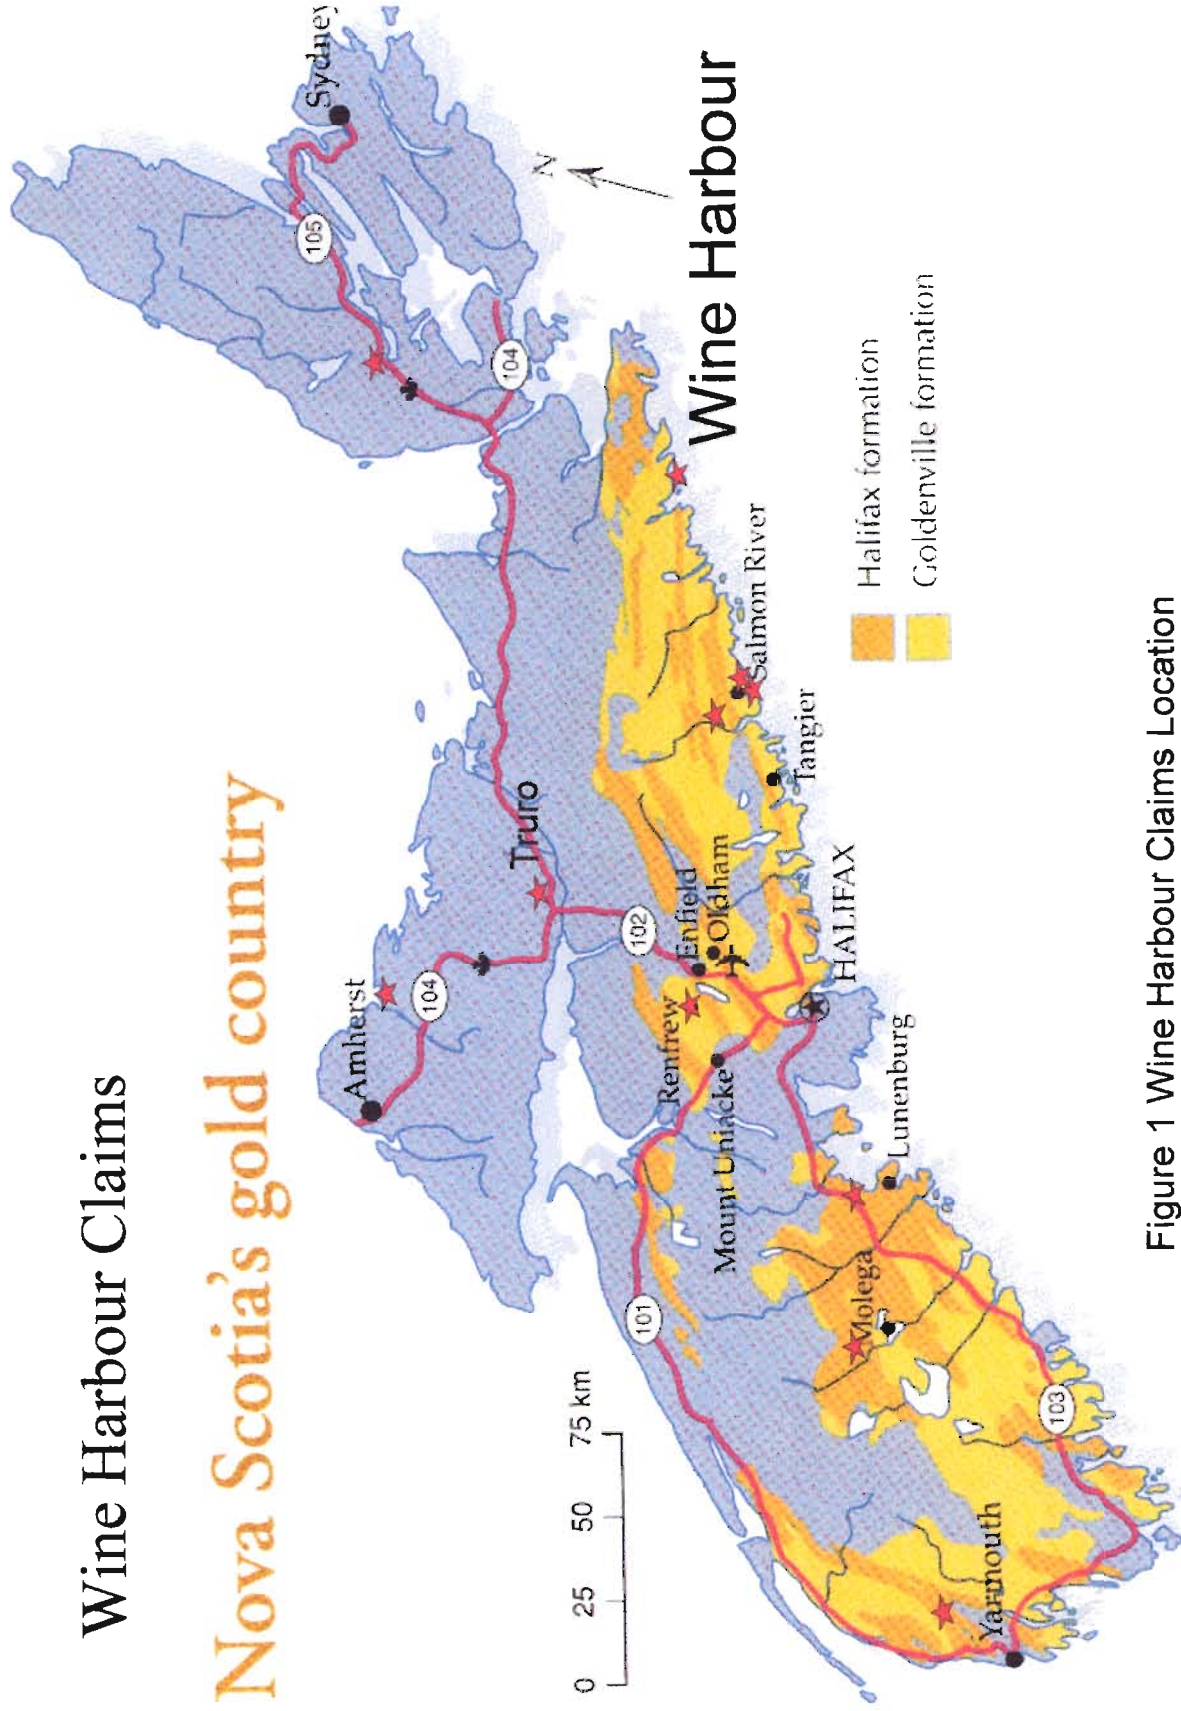 Wine Harbour Claims
Nova Scotia's gold country
Sydney
105
N
104
Wine Harbour
Amherst
104
Truro
102
Enfield
Oldham
Salmon River
Tangier
Renfrew
HALIFAX
Mount Uniacke
Lunenburg
101
Molega
103
Yarmouth
0 25 50 75 km
Halifax formation
Goldenville formation
Figure 1 Wine Harbour Claims Location